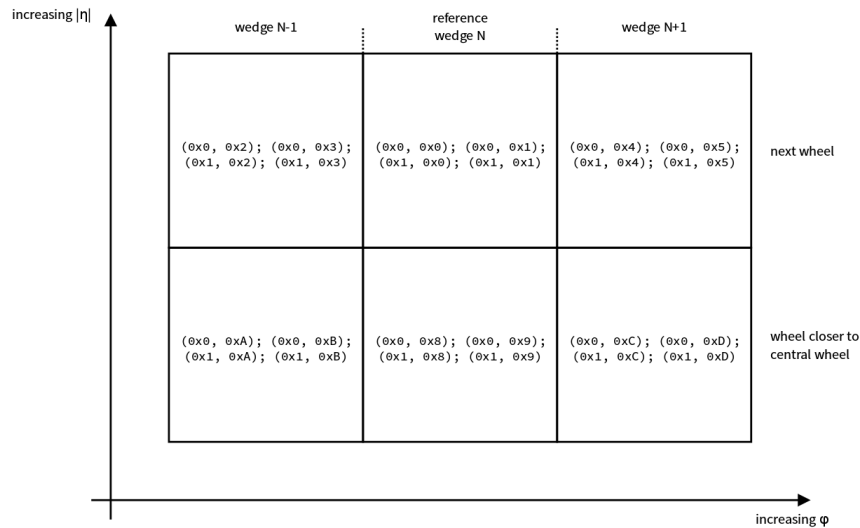 increasing |η|
wedge N-1
reference
wedge N
wedge N+1
(0x0, 0x2); (0x0, 0x3);
(0x1, 0x2); (0x1, 0x3)
(0x0, 0x0); (0x0, 0x1);
(0x1, 0x0); (0x1, 0x1)
(0x0, 0x4); (0x0, 0x5);
(0x1, 0x4); (0x1, 0x5)
next wheel
(0x0, 0xA); (0x0, 0xB);
(0x1, 0xA); (0x1, 0xB)
(0x0, 0x8); (0x0, 0x9);
(0x1, 0x8); (0x1, 0x9)
(0x0, 0xC); (0x0, 0xD);
(0x1, 0xC); (0x1, 0xD)
wheel closer to
central wheel
increasing φ